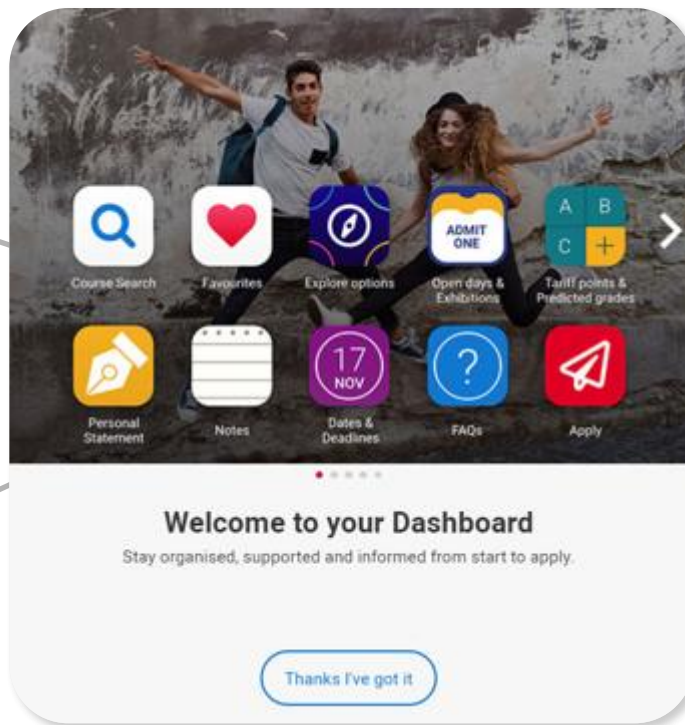 ADMIT
ONE
A B
C +
Course Search
Favourites
Explore options
Open days &
Exhibitions
Tariff points &
Predicted grades
17
NOV
?
Personal
Statement
Notes
Dates &
Deadlines
FAQs
Apply
Welcome to your Dashboard
Stay organised, supported and informed from start to apply.
Thanks I've got it